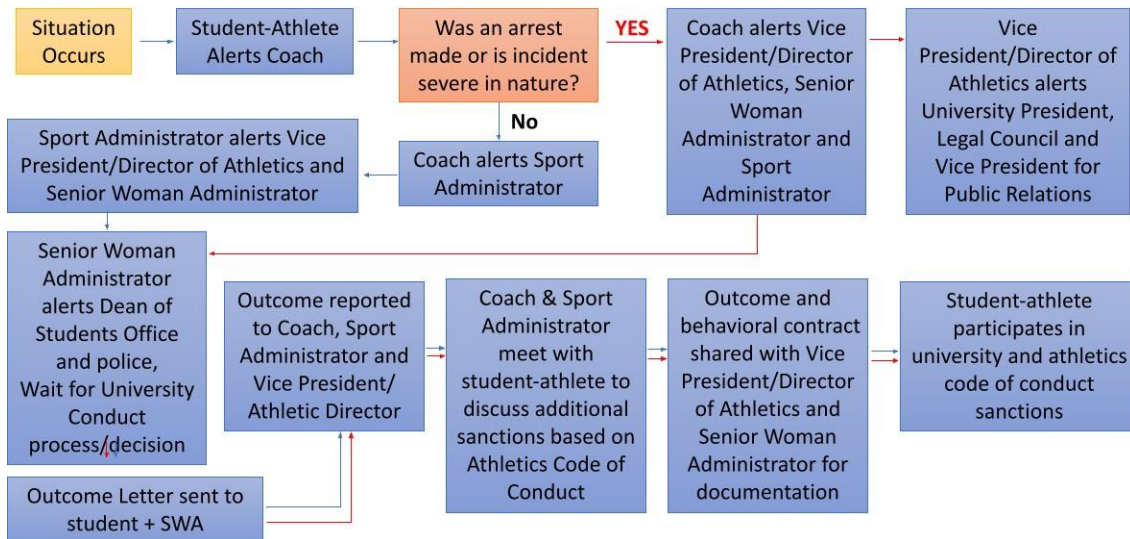 Situation
Occurs
Student-Athlete
Alerts Coach
Was an arrest
made or is incident
severe in nature?
YES
Coach alerts Vice
President/Director
of Athletics, Senior
Woman
Administrator and
Sport
Administrator
Vice
President/Director of
Athletics alerts
University President,
Legal Council and
Vice President for
Public Relations
No
Coach alerts Sport
Administrator
Sport Administrator alerts Vice
President/Director of Athletics and
Senior Woman Administrator
Senior Woman
Administrator
alerts Dean of
Students Office
and police,
Wait for University
Conduct
process/decision
Outcome Letter sent to
student + SWA
Outcome reported
to Coach, Sport
Administrator and
Vice President/
Athletic Director
Coach & Sport
Administrator
meet with
student-athlete to
discuss additional
sanctions based on
Athletics Code of
Conduct
Outcome and
behavioral contract
shared with Vice
President/Director
of Athletics and
Senior Woman
Administrator for
documentation
Student-athlete
participates in
university and athletics
code of conduct
sanctions